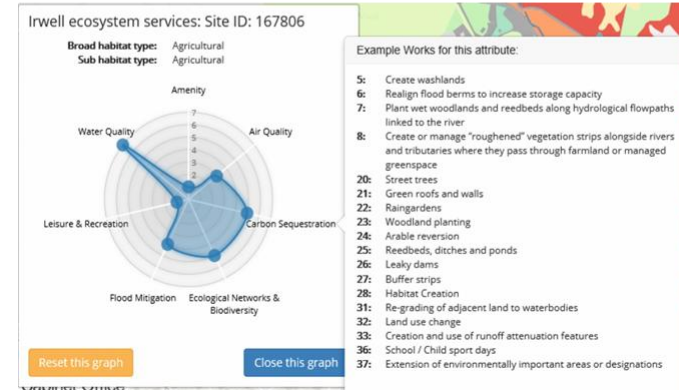 Irwell ecosystem services: Site ID: 167806
Broad habitat type: Agricultural
Sub habitat type: Agricultural
Amenity
7
6
5
4
3
2
Air Quality
Water Quality
Carbon Sequestration
Leisure & Recreation
Flood Mitigation
Ecological Networks &
Biodiversity
Reset this graph
Close this graph
Example Works for this attribute:
5: Create washlands
6: Realign flood berms to increase storage capacity
7: Plant wet woodlands and reedbeds along hydrological flowpaths
linked to the river
8: Create or manage "roughened" vegetation strips alongside rivers
and tributaries where they pass through farmland or managed
greenspace
20: Street trees
21: Green roofs and walls
22: Raingardens
23: Woodland planting
24: Arable reversion
25: Reedbeds, ditches and ponds
26: Leaky dams
27: Buffer strips
28: Habitat Creation
31: Re-grading of adjacent land to waterbodies
32: Land use change
33: Creation and use of runoff attenuation features
36: School / Child sport days
37: Extension of environmentally important areas or designations
Cabinet Office